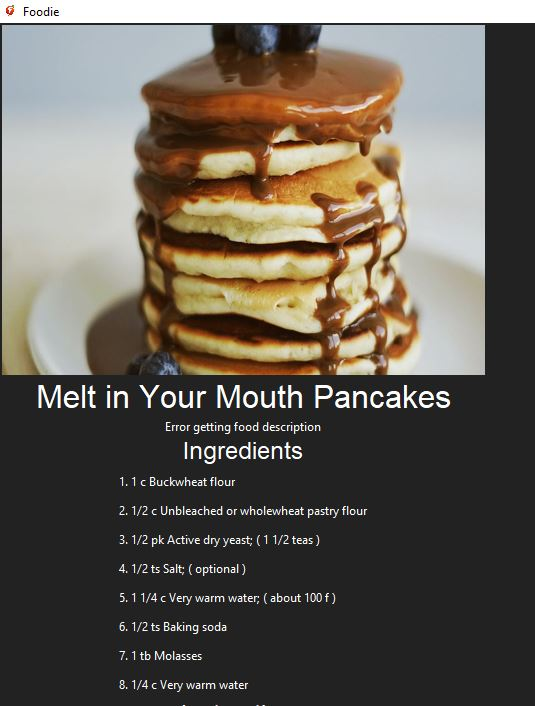 Foodie
Melt in Your Mouth Pancakes
Error getting food description
Ingredients
1. 1 c Buckwheat flour
2. 1/2 c Unbleached or wholewheat pastry flour
3. 1/2 pk Active dry yeast; ( 1 1/2 teas )
4. 1/2 ts Salt; ( optional )
5. 1 1/4 c Very warm water; ( about 100 f )
6. 1/2 ts Baking soda
7. 1 tb Molasses
8. 1/4 c Very warm water